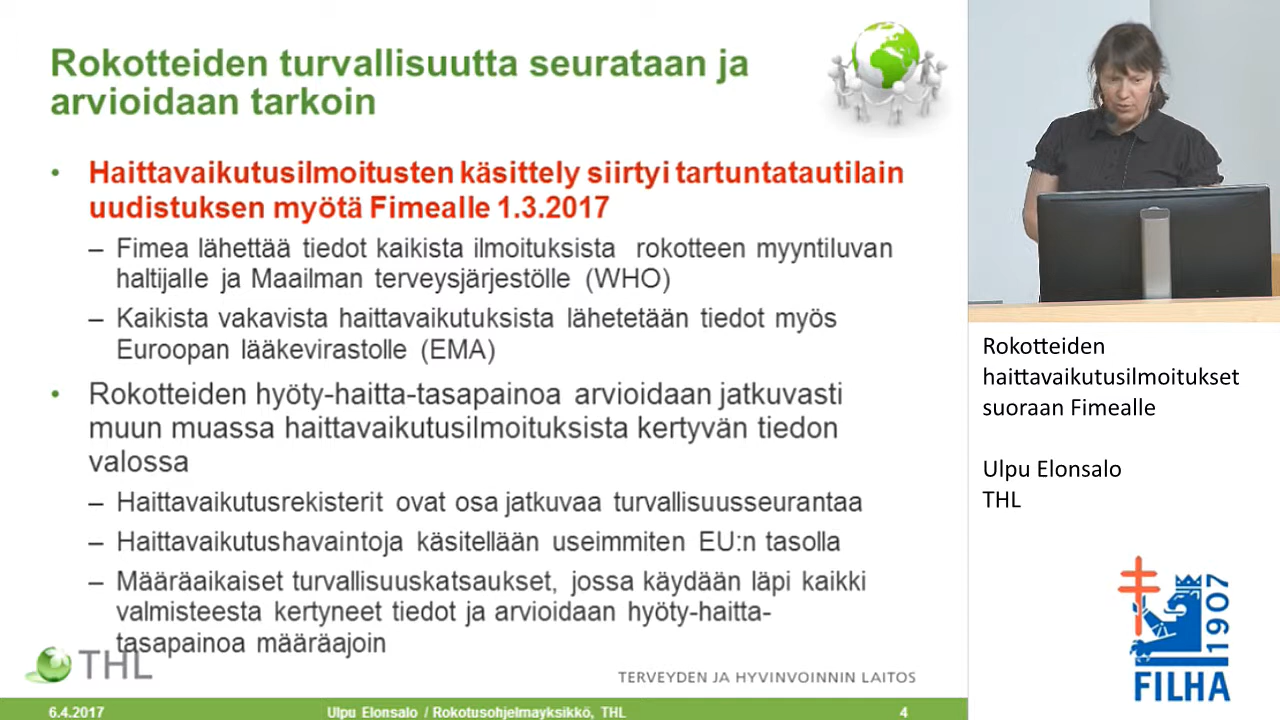 Rokotteiden turvallisuutta seurataan ja
arvioidaan tarkoin
• Haittavaikutusilmoitusten käsittely siirtyi tartuntatautilain
uudistuksen myötä Fimealle 1.3.2017
– Fimea lähettää tiedot kaikista ilmoituksista rokotteen myyntiluvan
haltijalle ja Maailman terveysjärjestölle (WHO)
– Kaikista vakavista haittavaikutuksista lähetetään tiedot myös
Euroopan lääkevirastolle (EMA)
• Rokotteiden hyöty-haitta-tasapainoa arvioidaan jatkuvasti
muun muassa haittavaikutusilmoituksista kertyvän tiedon
valossa
– Haittavaikutusrekisterit ovat osa jatkuvaa turvallisuusseurantaa
– Haittavaikutushavaintoja käsitellään useimmiten EU:n tasolla
– Määräaikaiset turvallisuuskatsaukset, jossa käydään läpi kaikki
valmisteesta kertyneet tiedot ja arvioidaan hyöty-haitta-
tasapainoa määräajoin
THL
TERVEYDEN JA HYVINVOINNIN LAITOS
6.4.2017
Ulpu Elonsalo / Rokotusohjelmayksikkö, THL
4
Rokotteiden
haittavaikutusilmoitukset
suoraan Fimealle
Ulpu Elonsalo
THL
1907
FILHA